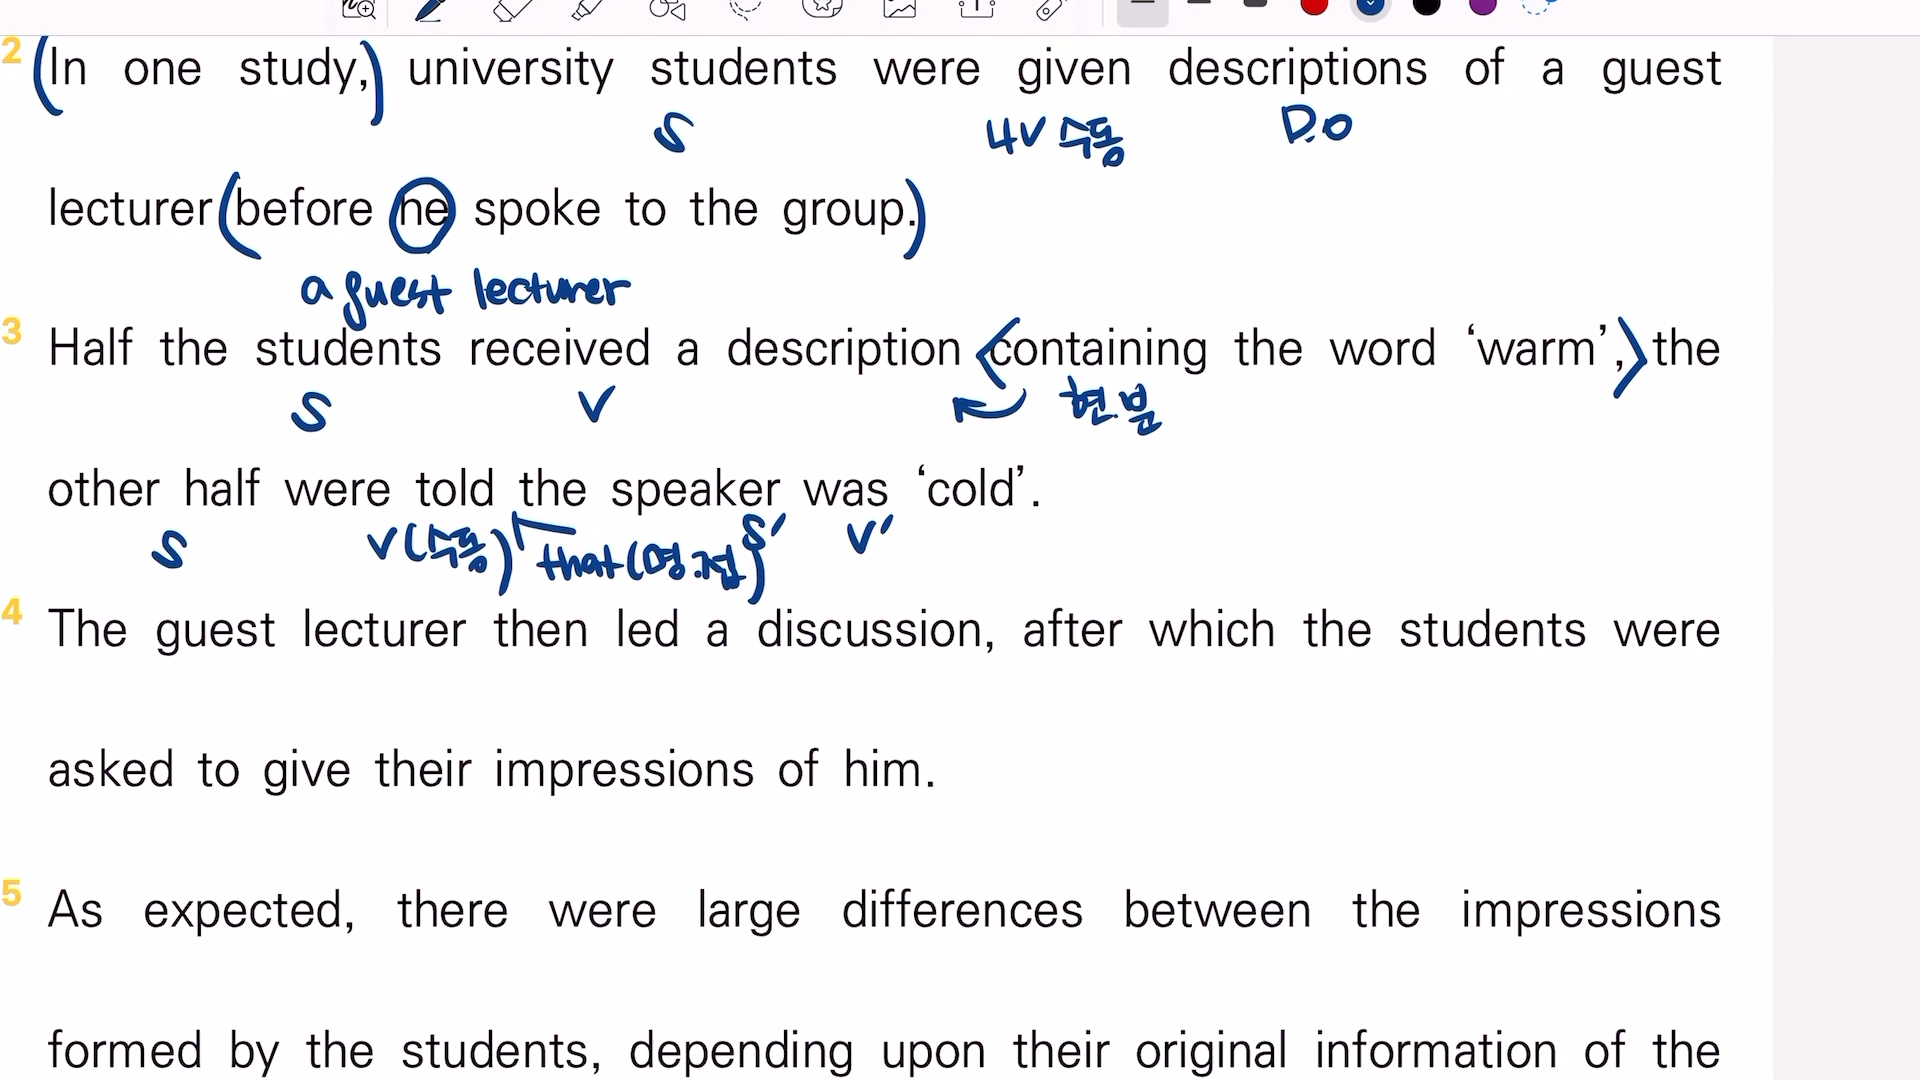 2 (In one study,) university students were given descriptions of a guest
S 4V 수동 D.O
lecturer (before he spoke to the group.)
a guest lecturer
3 Half the students received a description <containing the word ‘warm’,> the
S V 현.분
other half were told the speaker was ‘cold’.
S V(수동) that(명.접) S' V'
4 The guest lecturer then led a discussion, after which the students were
asked to give their impressions of him.
5 As expected, there were large differences between the impressions
formed by the students, depending upon their original information of the